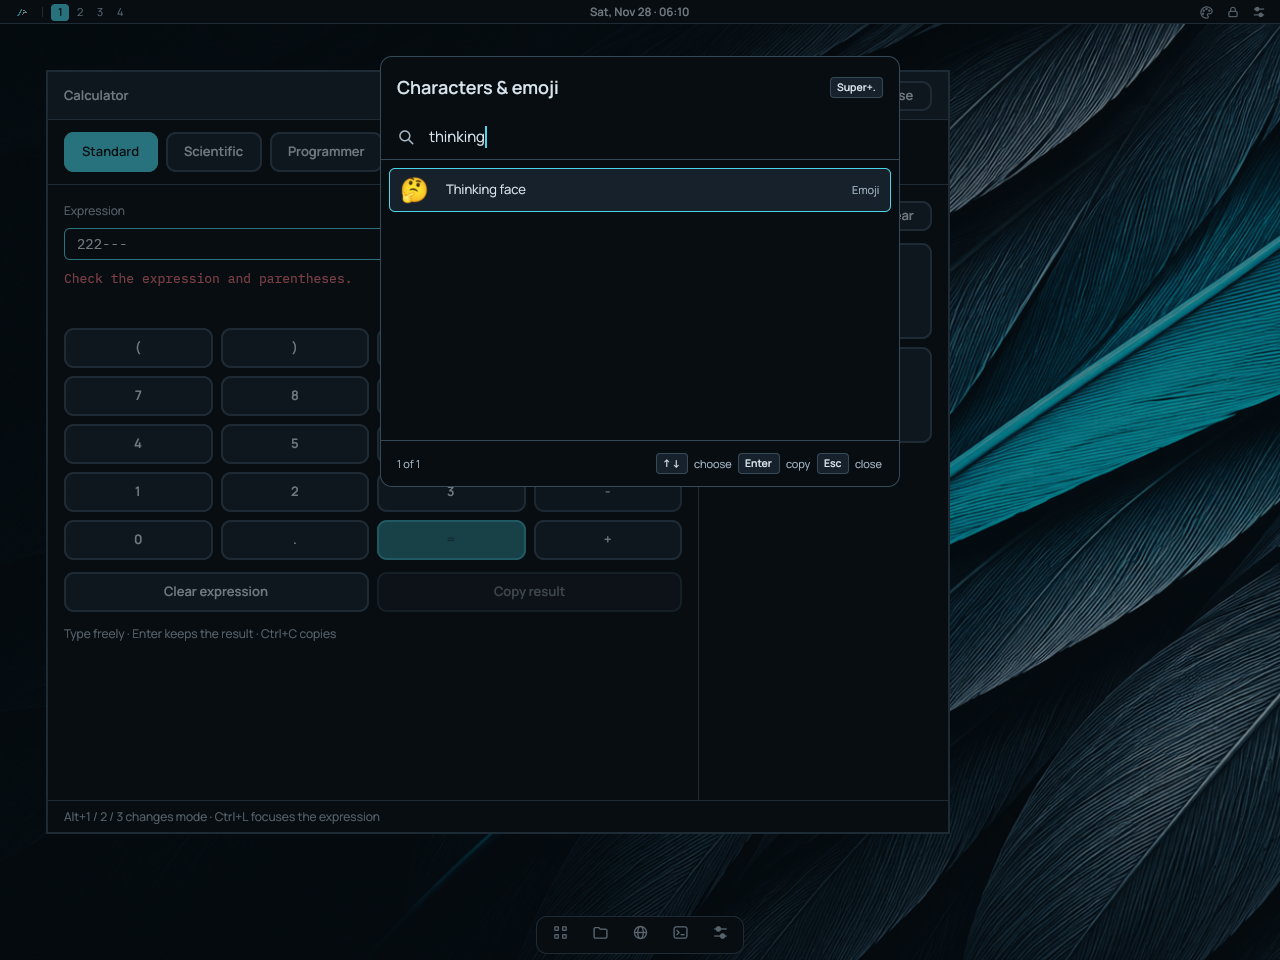 1 2 3 4
Sat, Nov 28 · 06:10
Characters & emoji
Super+.
thinking
Thinking face
Emoji
1 of 1
↑↓ choose Enter copy Esc close
Calculator
se
Standard Scientific Programmer
Expression
ear
222---
Check the expression and parentheses.
( )
7 8
4 5
1 2 3 -
0 . = +
Clear expression Copy result
Type freely · Enter keeps the result · Ctrl+C copies
Alt+1 / 2 / 3 changes mode · Ctrl+L focuses the expression